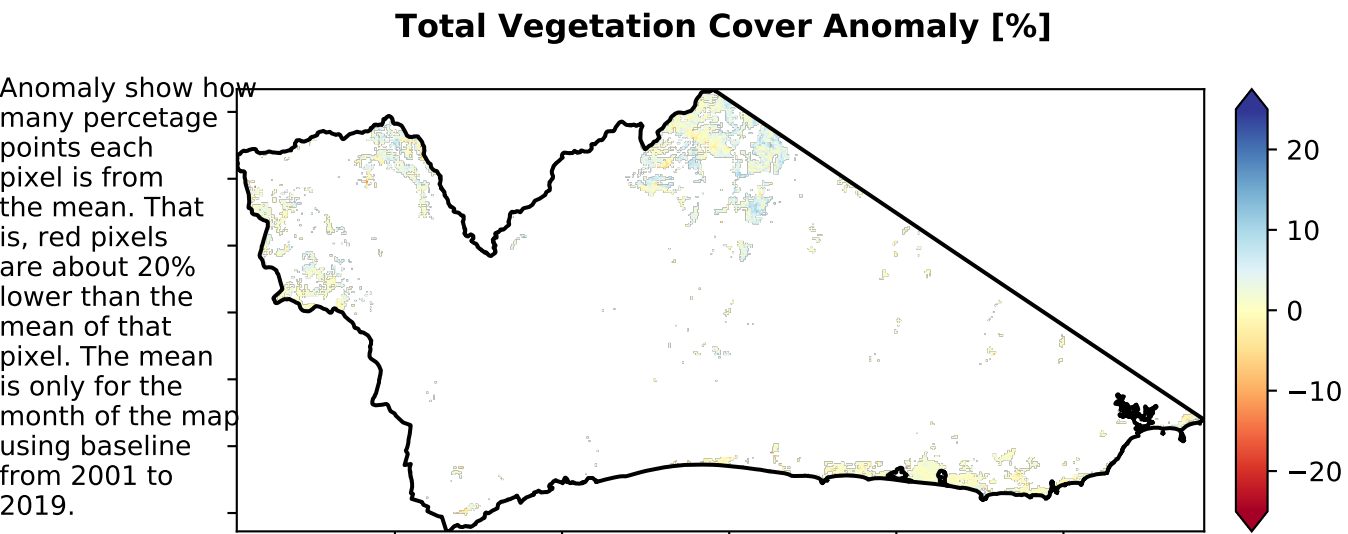 Total Vegetation Cover Anomaly [%]
Anomaly show how
many percetage
points each
pixel is from
the mean. That
is, red pixels
are about 20%
lower than the
mean of that
pixel. The mean
is only for the
month of the map
using baseline
from 2001 to
2019.
20
10
0
−10
−20